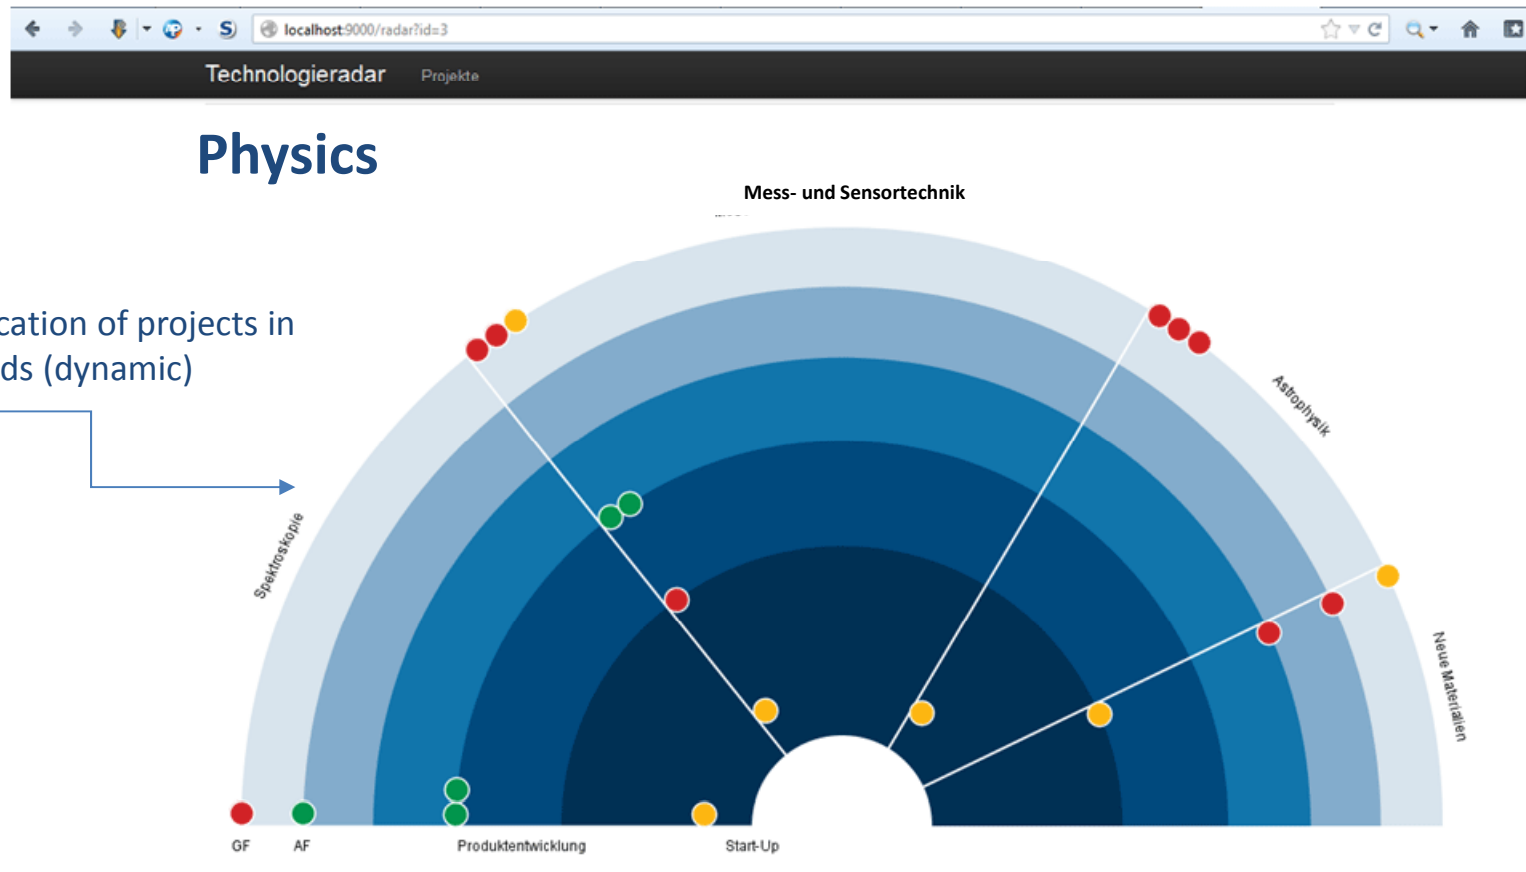 localhost:9000/radar?id=3
Technologieradar Projekte
Physics
Mess- und Sensortechnik
cation of projects in
ds (dynamic)
Astrophysik
Spektroskopie
Neue Materialien
GF AF Produktentwicklung Start-Up